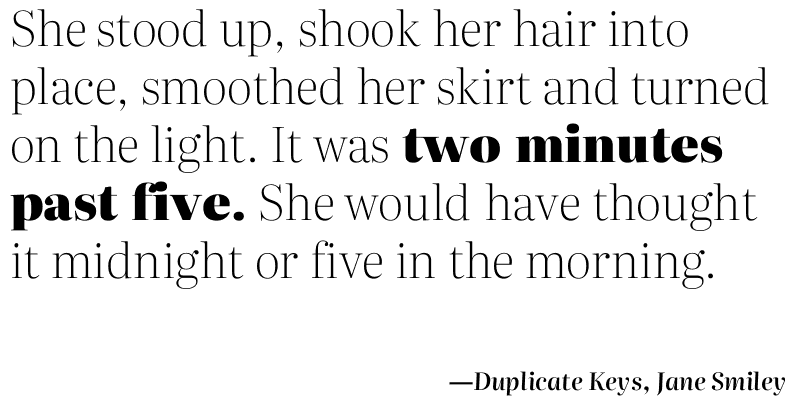 She stood up, shook her hair into
place, smoothed her skirt and turned
on the light. It was two minutes
past five. She would have thought
it midnight or five in the morning.
—Duplicate Keys, Jane Smiley